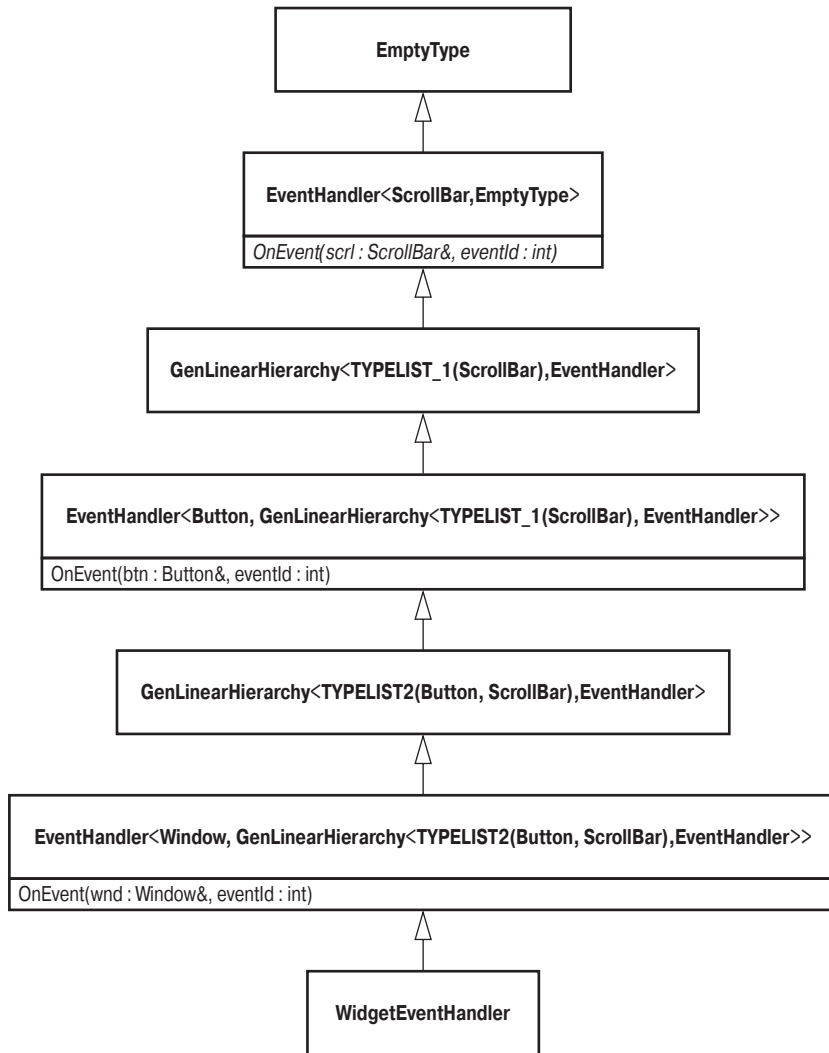 EmptyType
EventHandler<ScrollBar,EmptyType>
OnEvent(scrl : ScrollBar&, eventId : int)
GenLinearHierarchy<TYPELIST_1(ScrollBar),EventHandler>
EventHandler<Button, GenLinearHierarchy<TYPELIST_1(ScrollBar), EventHandler>>
OnEvent(btn : Button&, eventId : int)
GenLinearHierarchy<TYPELIST2(Button, ScrollBar),EventHandler>
EventHandler<Window, GenLinearHierarchy<TYPELIST2(Button, ScrollBar),EventHandler>>
OnEvent(wnd : Window&, eventId : int)
WidgetEventHandler